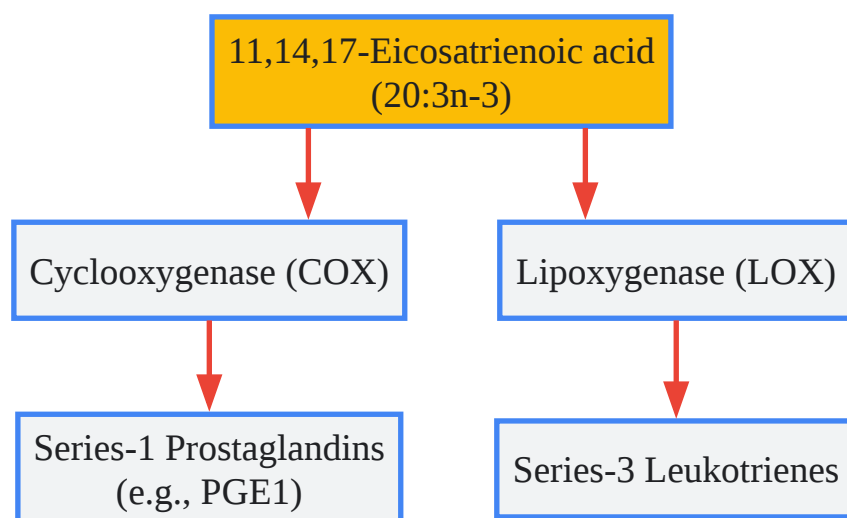 11,14,17-Eicosatrienoic acid
(20:3n-3)
Cyclooxygenase (COX)
Lipoxygenase (LOX)
Series-1 Prostaglandins
(e.g., PGE1)
Series-3 Leukotrienes